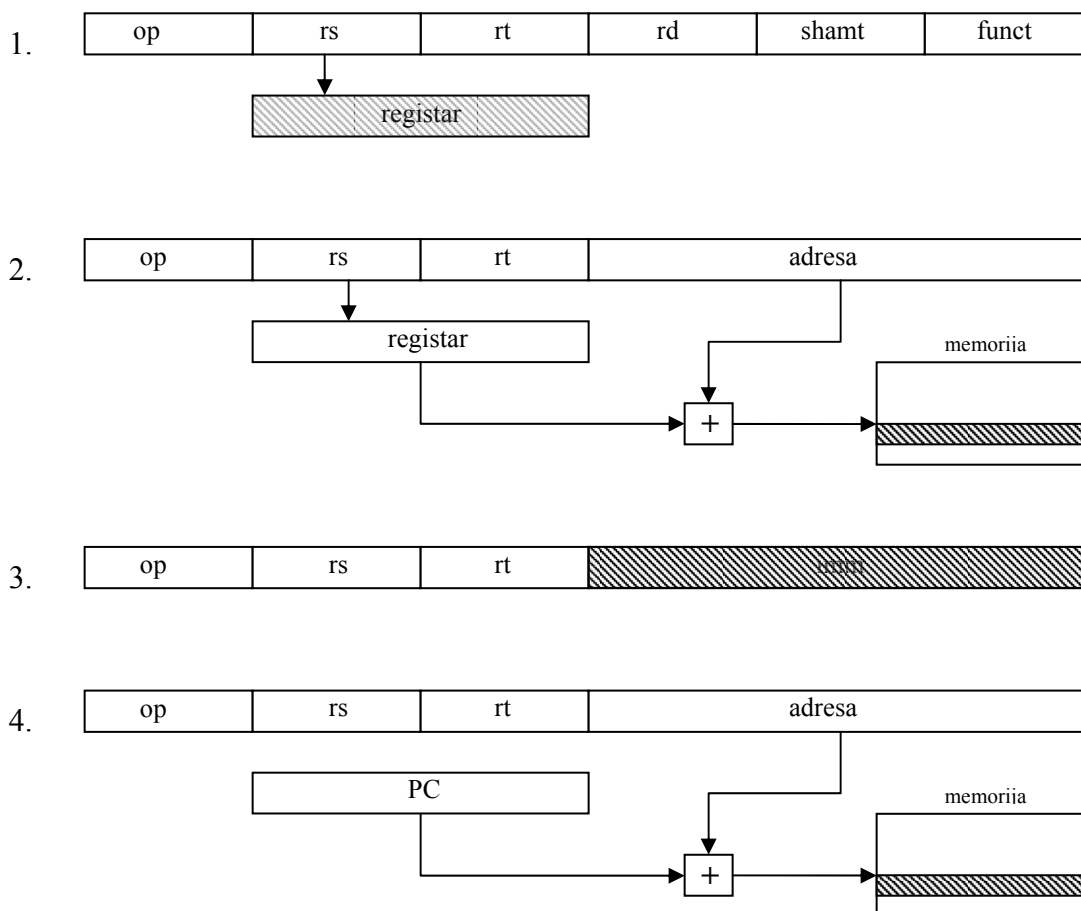 1. op rs rt rd shamt funct
registar
2. op rs rt adresa
registar
memorija
+
3. op rs rt imm
4. op rs rt adresa
PC
memorija
+